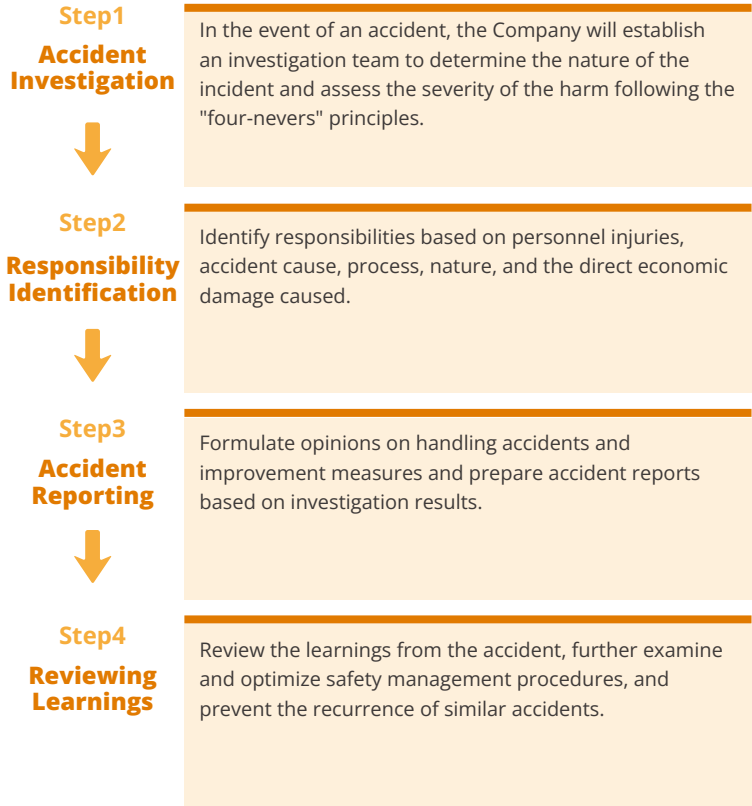 Step1
Accident
Investigation
In the event of an accident, the Company will establish
an investigation team to determine the nature of the
incident and assess the severity of the harm following the
"four-nevers" principles.
Step2
Responsibility
Identification
Identify responsibilities based on personnel injuries,
accident cause, process, nature, and the direct economic
damage caused.
Step3
Accident
Reporting
Formulate opinions on handling accidents and
improvement measures and prepare accident reports
based on investigation results.
Step4
Reviewing
Learnings
Review the learnings from the accident, further examine
and optimize safety management procedures, and
prevent the recurrence of similar accidents.